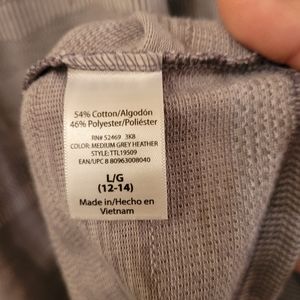 54% Cotton/Algodón
46% Polyester/Poliéster
RN# 52469 3K8
COLOR: MEDIUM GREY HEATHER
STYLE: TTL19509
EAN/UPC 8 80963008040
L/G
(12-14)
Made in/Hecho en
Vietnam